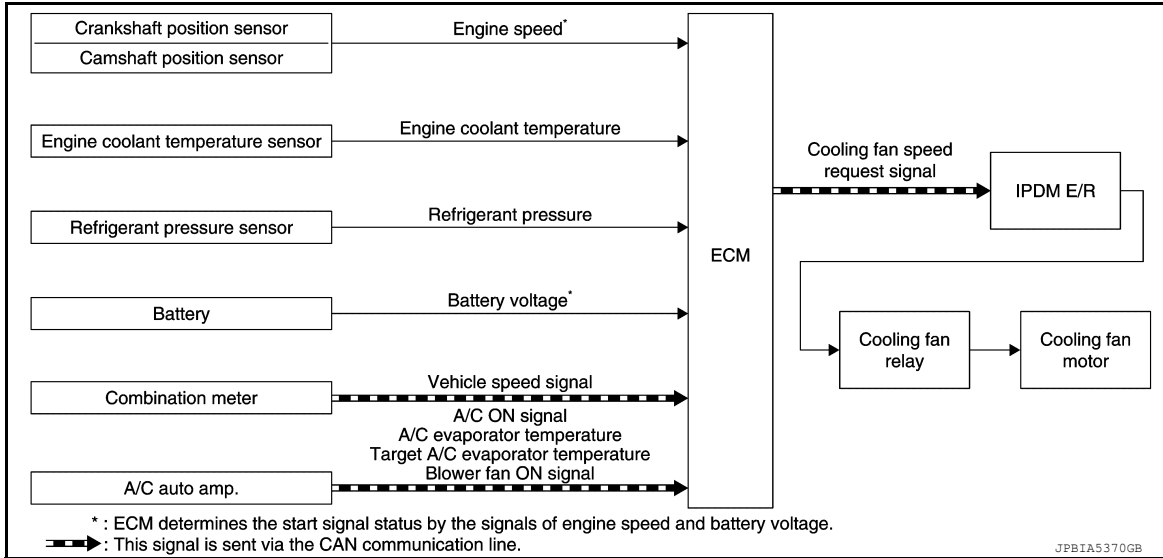 Crankshaft position sensor
Camshaft position sensor
Engine speed*
Engine coolant temperature sensor
Engine coolant temperature
Refrigerant pressure sensor
Refrigerant pressure
Battery
Battery voltage*
Combination meter
Vehicle speed signal
A/C auto amp.
A/C ON signal
A/C evaporator temperature
Target A/C evaporator temperature
Blower fan ON signal
ECM
Cooling fan speed
request signal
IPDM E/R
Cooling fan
relay
Cooling fan
motor
* : ECM determines the start signal status by the signals of engine speed and battery voltage.
: This signal is sent via the CAN communication line.
JPBIA5370GB